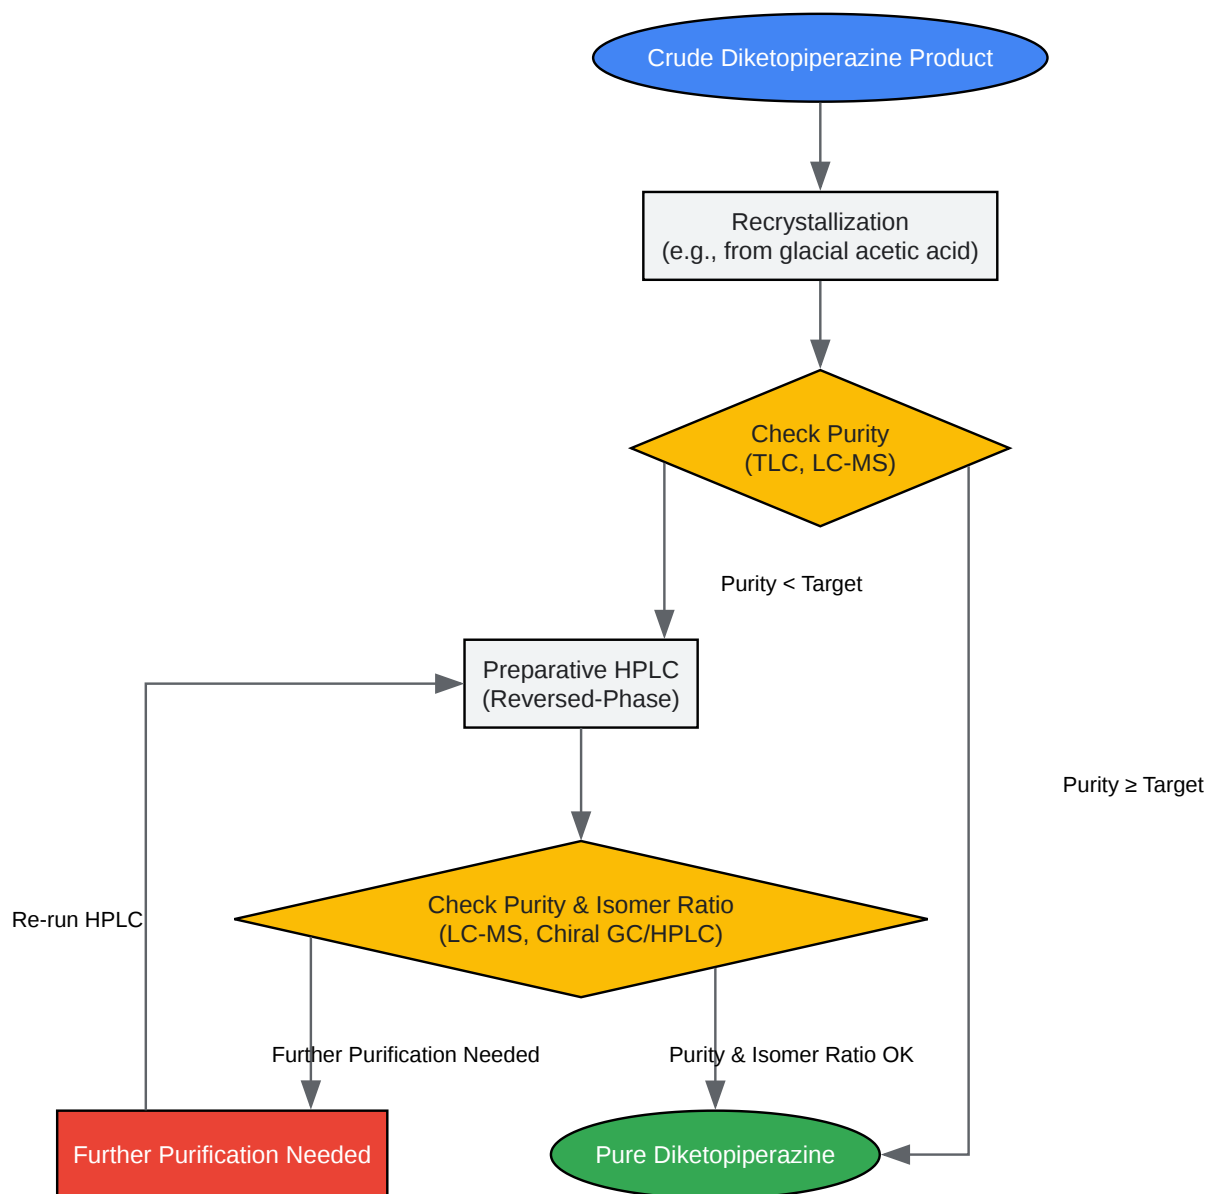 Crude Diketopiperazine Product
Recrystallization
(e.g., from glacial acetic acid)
Check Purity
(TLC, LC-MS)
Purity < Target
Preparative HPLC
(Reversed-Phase)
Purity ≥ Target
Check Purity & Isomer Ratio
(LC-MS, Chiral GC/HPLC)
Re-run HPLC
Further Purification Needed
Purity & Isomer Ratio OK
Further Purification Needed
Pure Diketopiperazine